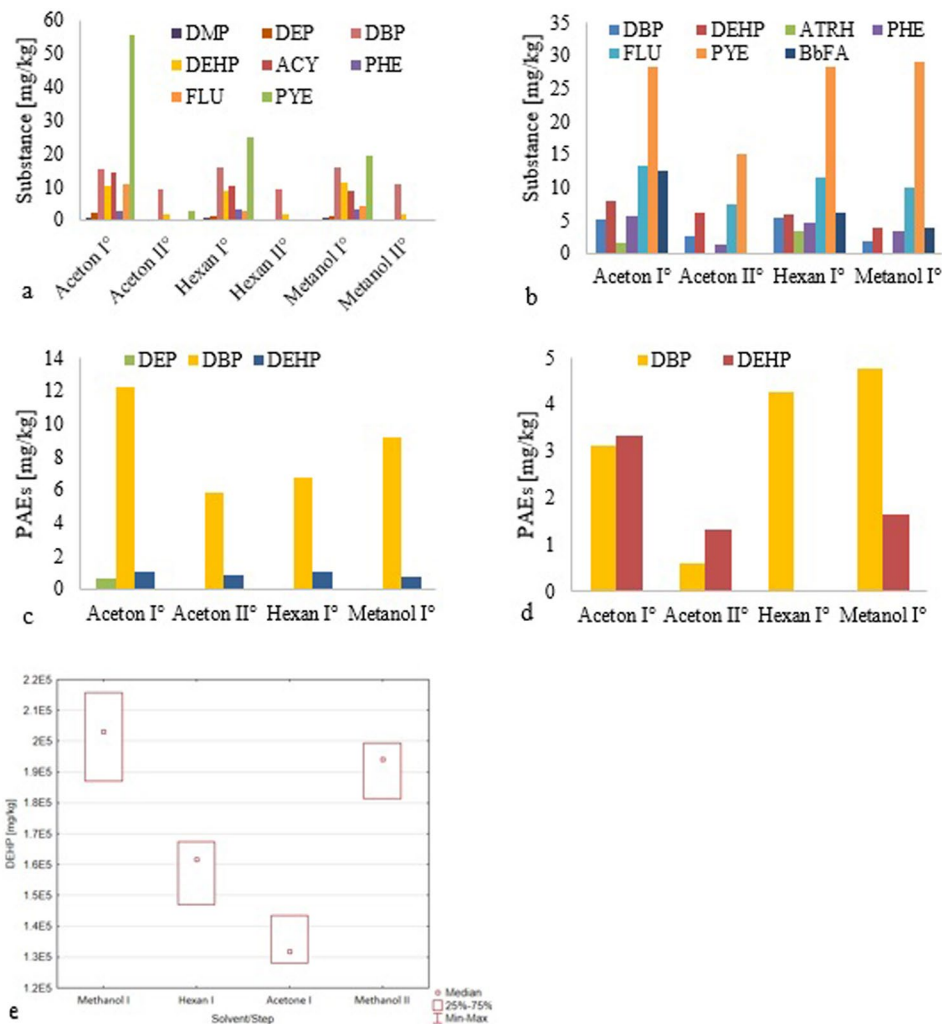 Substance [mg/kg]
60
50
40
30
20
10
0
DMP DEP DBP
DEHP ACY PHE
FLU PYE
Aceton I° Aceton II° Hexan I° Hexan II° Metanol I° Metanol II°
a
Substance [mg/kg]
35
30
25
20
15
10
5
0
DBP DEHP ATRH PHE
FLU PYE BbFA
Aceton I° Aceton II° Hexan I° Metanol I°
b
PAEs [mg/kg]
14
12
10
8
6
4
2
0
DEP DBP DEHP
Aceton I° Aceton II° Hexan I° Metanol I°
c
PAEs [mg/kg]
5
4
3
2
1
0
DBP DEHP
Aceton I° Aceton II° Hexan I° Metanol I°
d
DEHP [mg/kg]
2.2E5
2.1E5
2E5
1.9E5
1.8E5
1.7E5
1.6E5
1.5E5
1.4E5
1.3E5
1.2E5
Methanol I Hexan I Acetone I Methanol II
Solvent/Step
Median
25%-75%
Min-Max
e